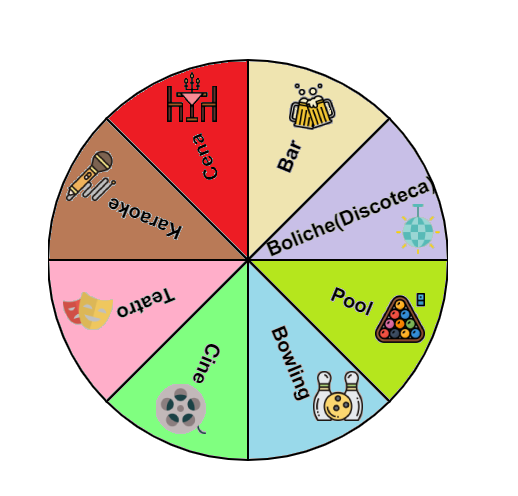 Cena
Bar
Boliche(Discoteca)
Pool
Bowling
Cine
Teatro
Karaoke